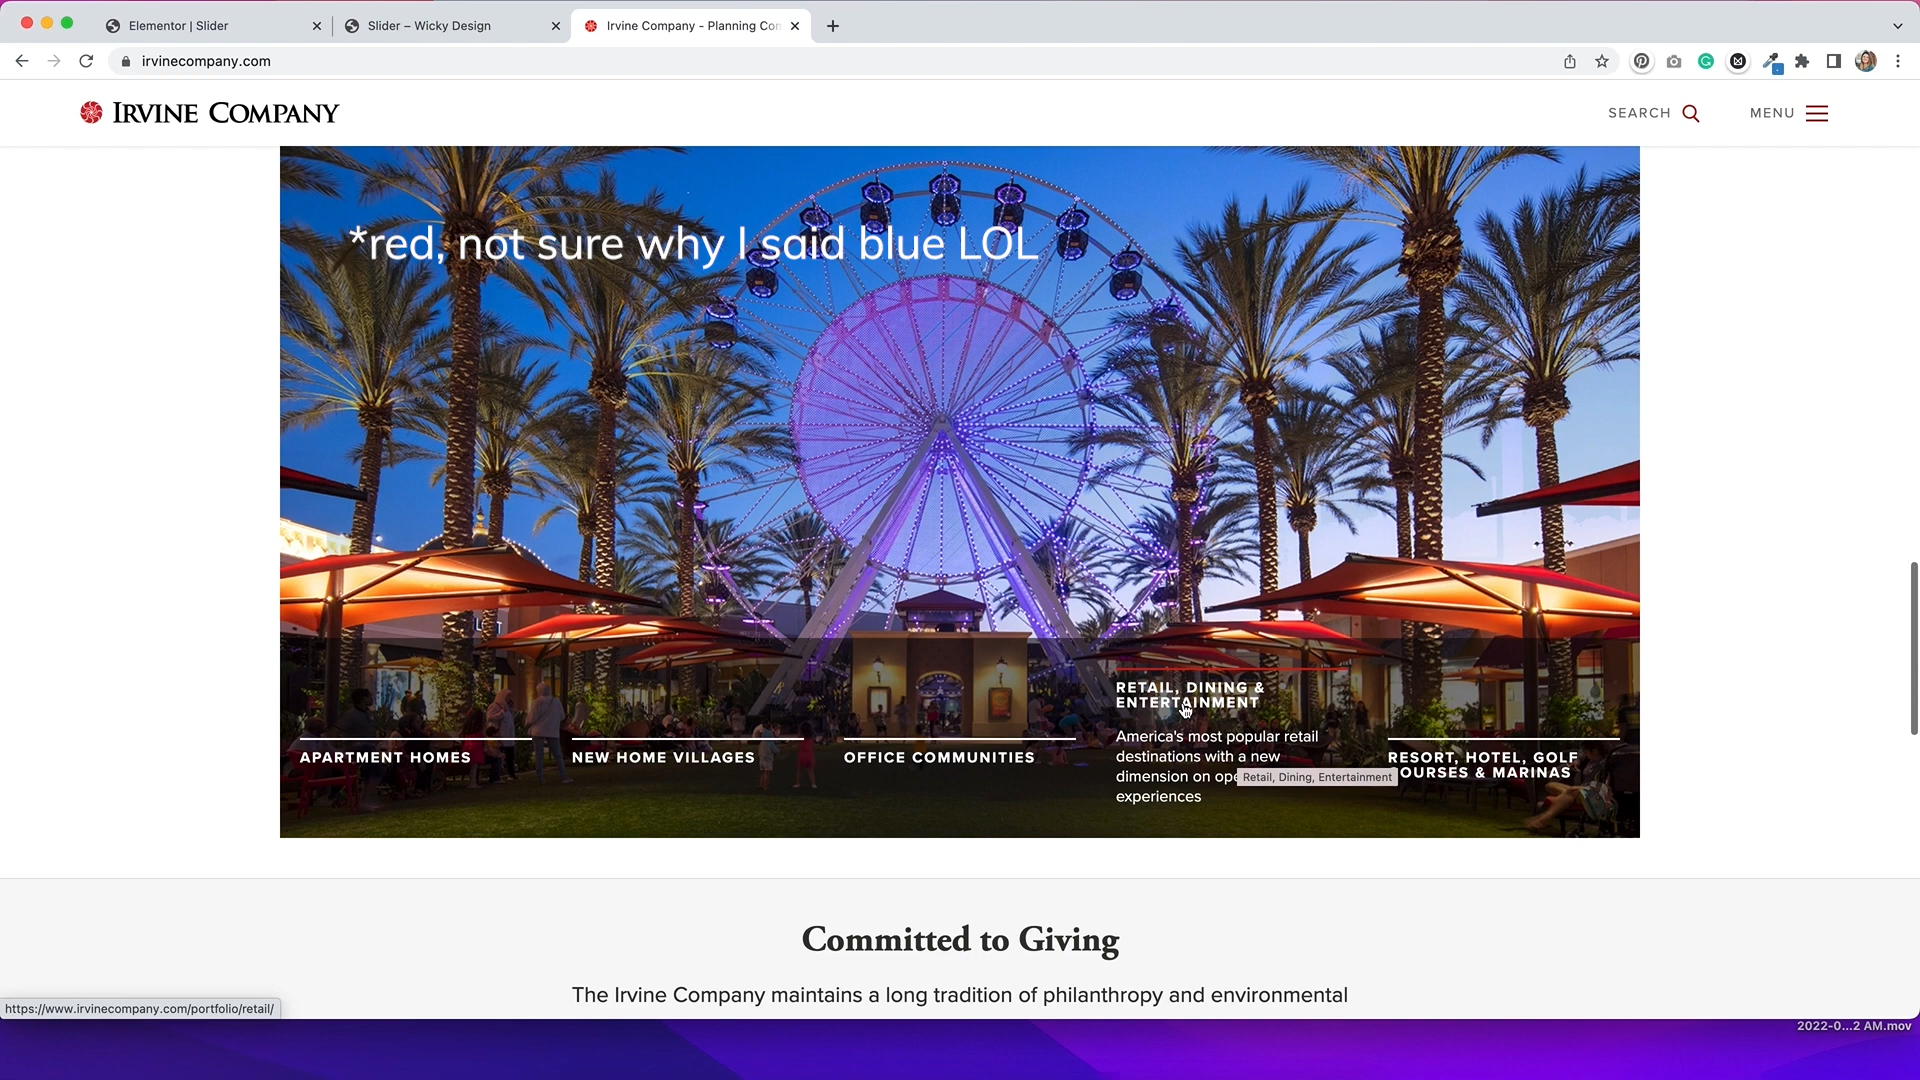 Elementor | Slider
Slider – Wicky Design
Irvine Company - Planning Con
irvinecompany.com
IRVINE COMPANY
SEARCH
MENU
*red, not sure why I said blue LOL
APARTMENT HOMES
NEW HOME VILLAGES
OFFICE COMMUNITIES
RETAIL, DINING &
ENTERTAINMENT
America's most popular retail
destinations with a new
dimension on ope
experiences
Retail, Dining, Entertainment
RESORT, HOTEL, GOLF
OURSES & MARINAS
Committed to Giving
The Irvine Company maintains a long tradition of philanthropy and environmental
https://www.irvinecompany.com/portfolio/retail/
2022-0...2 AM.mov